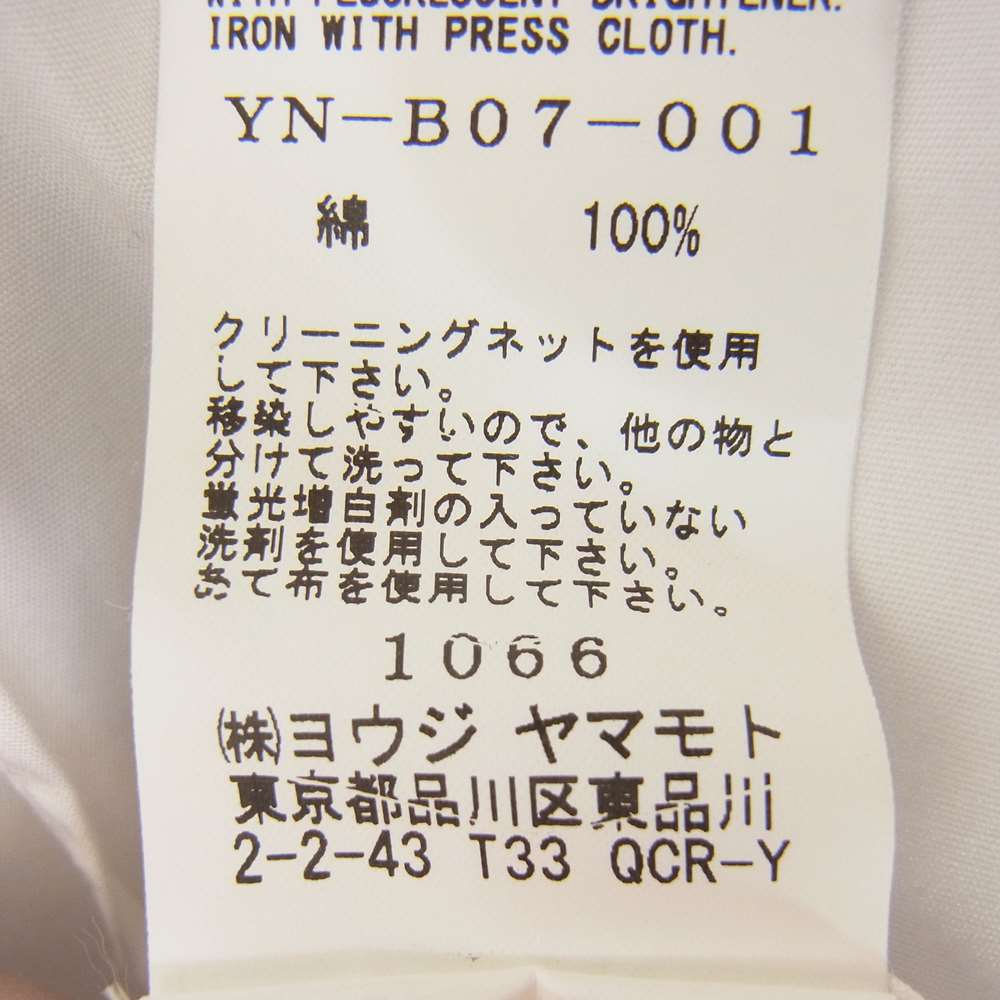 WITH FLUORESCENT BRIGHTENER.
IRON WITH PRESS CLOTH.
YN-B07-001
綿 100%
クリーニングネットを使用
して下さい。
移染しやすいので、他の物と
分けて洗って下さい。
蛍光増白剤の入っていない
洗剤を使用して下さい。
あて布を使用して下さい。
1066
㈱ヨウジ ヤマモト
東京都品川区東品川
2-2-43 T33 QCR-Y